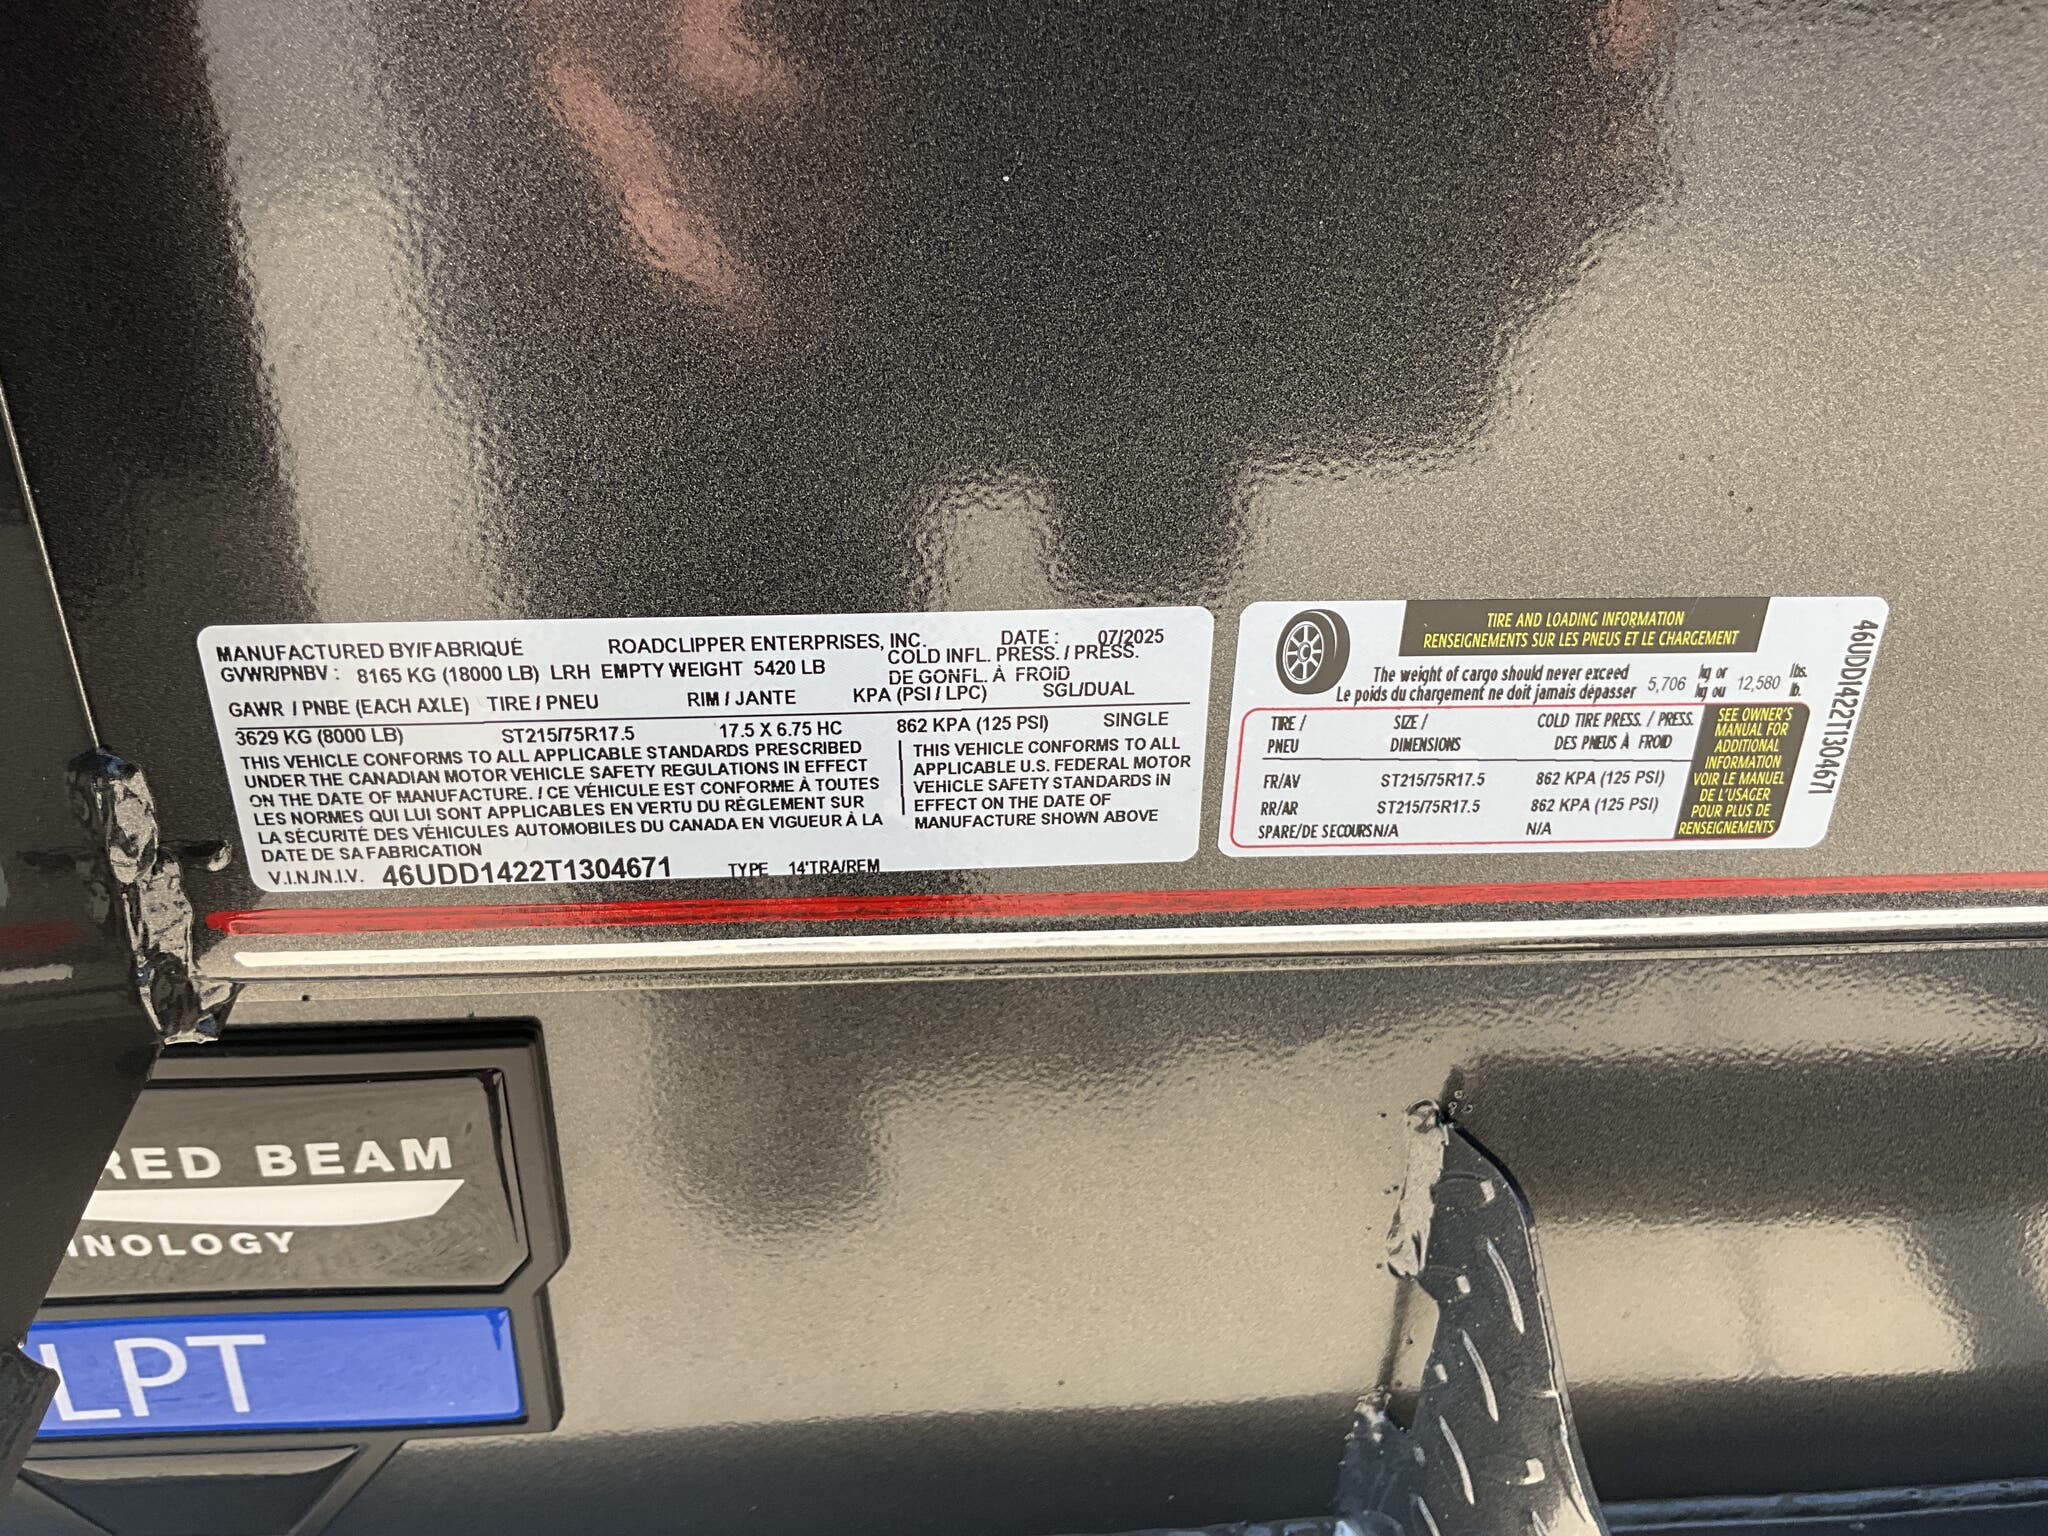 MANUFACTURED BY/FABRIQUÉ ROADCLIPPER ENTERPRISES, INC. DATE : 07/2025
GVWR/PNBV : 8165 KG (18000 LB) LRH EMPTY WEIGHT 5420 LB
COLD INFL. PRESS. / PRESS.
DE GONFL. À FROID
GAWR / PNBE (EACH AXLE) TIRE / PNEU RIM / JANTE KPA (PSI / LPC) SGL/DUAL
3629 KG (8000 LB) ST215/75R17.5 17.5 X 6.75 HC 862 KPA (125 PSI) SINGLE
THIS VEHICLE CONFORMS TO ALL APPLICABLE STANDARDS PRESCRIBED
UNDER THE CANADIAN MOTOR VEHICLE SAFETY REGULATIONS IN EFFECT
ON THE DATE OF MANUFACTURE. / CE VÉHICULE EST CONFORME À TOUTES
LES NORMES QUI LUI SONT APPLICABLES EN VERTU DU RÈGLEMENT SUR
LA SÉCURITÉ DES VÉHICULES AUTOMOBILES DU CANADA EN VIGUEUR À LA
DATE DE SA FABRICATION
THIS VEHICLE CONFORMS TO ALL
APPLICABLE U.S. FEDERAL MOTOR
VEHICLE SAFETY STANDARDS IN
EFFECT ON THE DATE OF
MANUFACTURE SHOWN ABOVE
V.I.N./N.I.V. 46UDD1422T1304671 TYPE 14'TRA/REM
TIRE AND LOADING INFORMATION
RENSEIGNEMENTS SUR LES PNEUS ET LE CHARGEMENT
The weight of cargo should never exceed 5,706 kg or 12,580 lbs.
Le poids du chargement ne doit jamais dépasser kg ou lb.
TIRE / SIZE / COLD TIRE PRESS. / PRESS.
PNEU DIMENSIONS DES PNEUS À FROID
FR/AV ST215/75R17.5 862 KPA (125 PSI)
RR/AR ST215/75R17.5 862 KPA (125 PSI)
SPARE/DE SECOURS N/A N/A
SEE OWNER'S
MANUAL FOR
ADDITIONAL
INFORMATION
VOIR LE MANUEL
DE L'USAGER
POUR PLUS DE
RENSEIGNEMENTS
46UDD1422T1304671
RED BEAM
NOLOGY
LPT